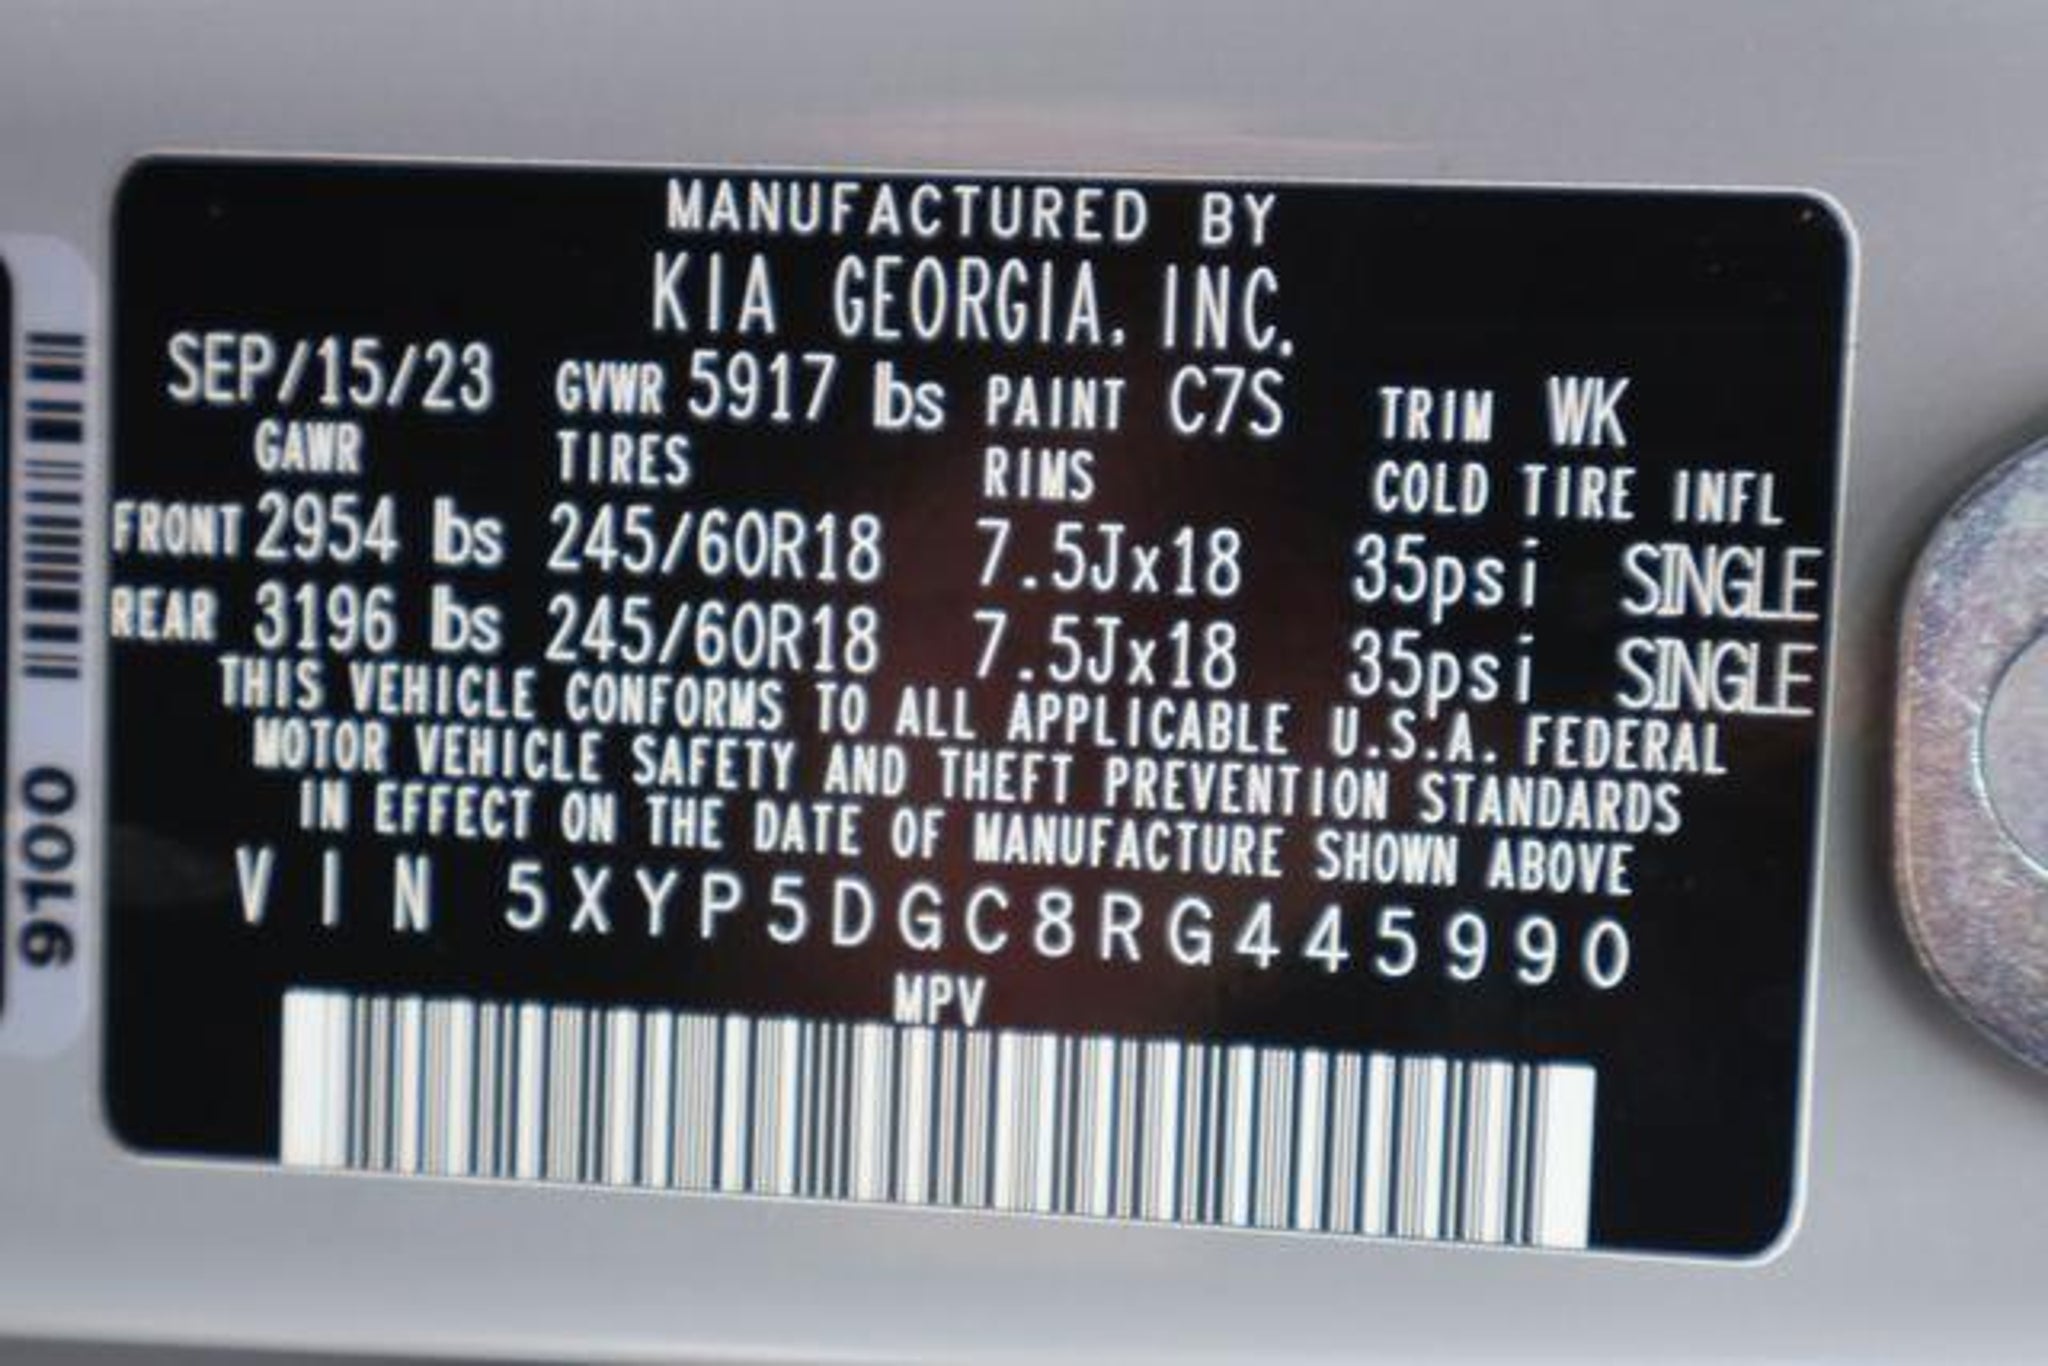 MANUFACTURED BY
KIA GEORGIA, INC.
SEP/15/23 GVWR 5917 lbs PAINT C7S TRIM WK
GAWR TIRES RIMS COLD TIRE INFL
FRONT 2954 lbs 245/60R18 7.5Jx18 35psi SINGLE
REAR 3196 lbs 245/60R18 7.5Jx18 35psi SINGLE
THIS VEHICLE CONFORMS TO ALL APPLICABLE U.S.A. FEDERAL
MOTOR VEHICLE SAFETY AND THEFT PREVENTION STANDARDS
IN EFFECT ON THE DATE OF MANUFACTURE SHOWN ABOVE
VIN 5XYP5DGC8RG445990
MPV
9100